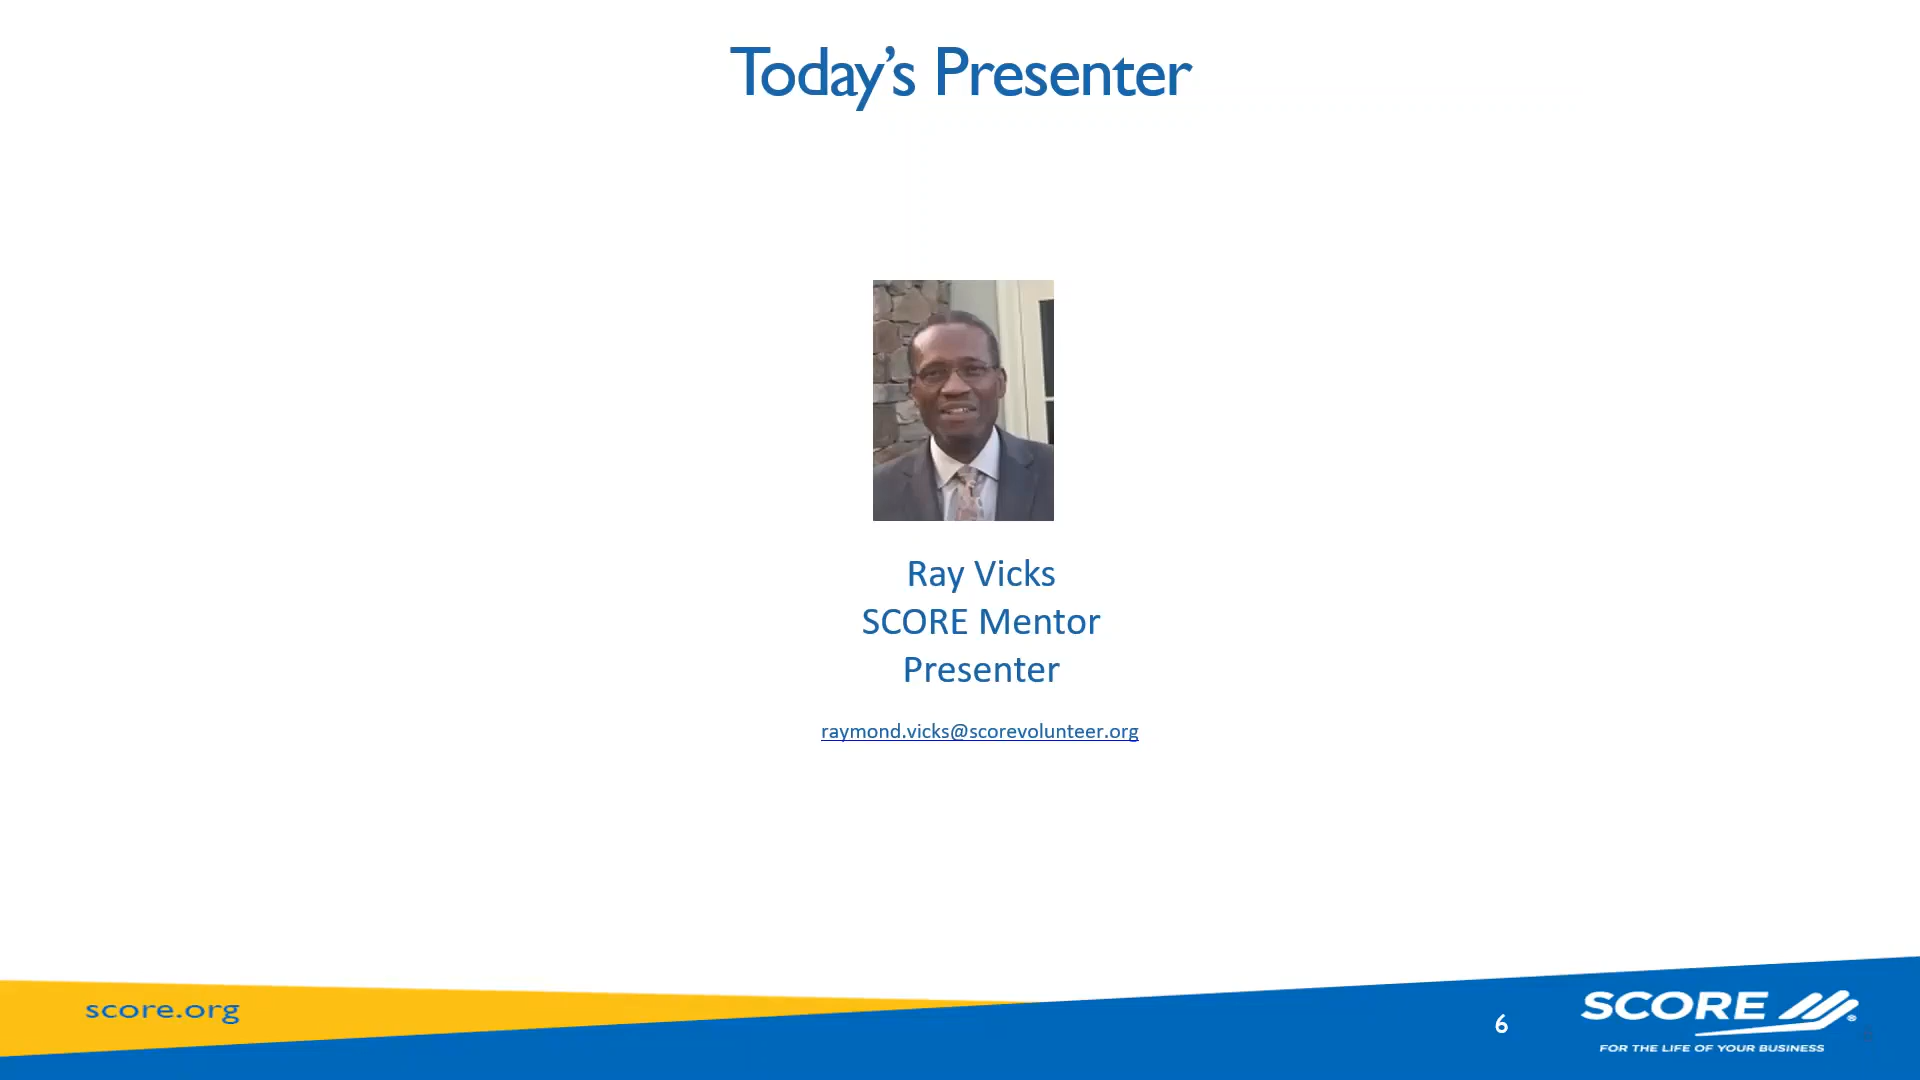 Today’s Presenter
Ray Vicks
SCORE Mentor
Presenter
raymond.vicks@scorevolunteer.org
score.org
6
SCORE
®
FOR THE LIFE OF YOUR BUSINESS